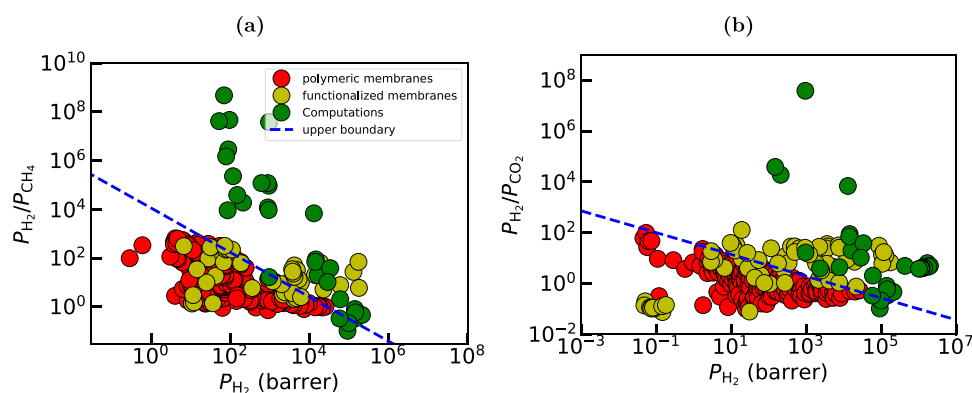 (a)
(b)
P_H2/P_CH4
10^10
10^8
10^6
10^4
10^2
10^0
polymeric membranes
functionalized membranes
Computations
upper boundary
10^0 10^2 10^4 10^6 10^8
P_H2 (barrer)
P_H2/P_CO2
10^8
10^6
10^4
10^2
10^0
10^−2
10^−3 10^−1 10^1 10^3 10^5 10^7
P_H2 (barrer)